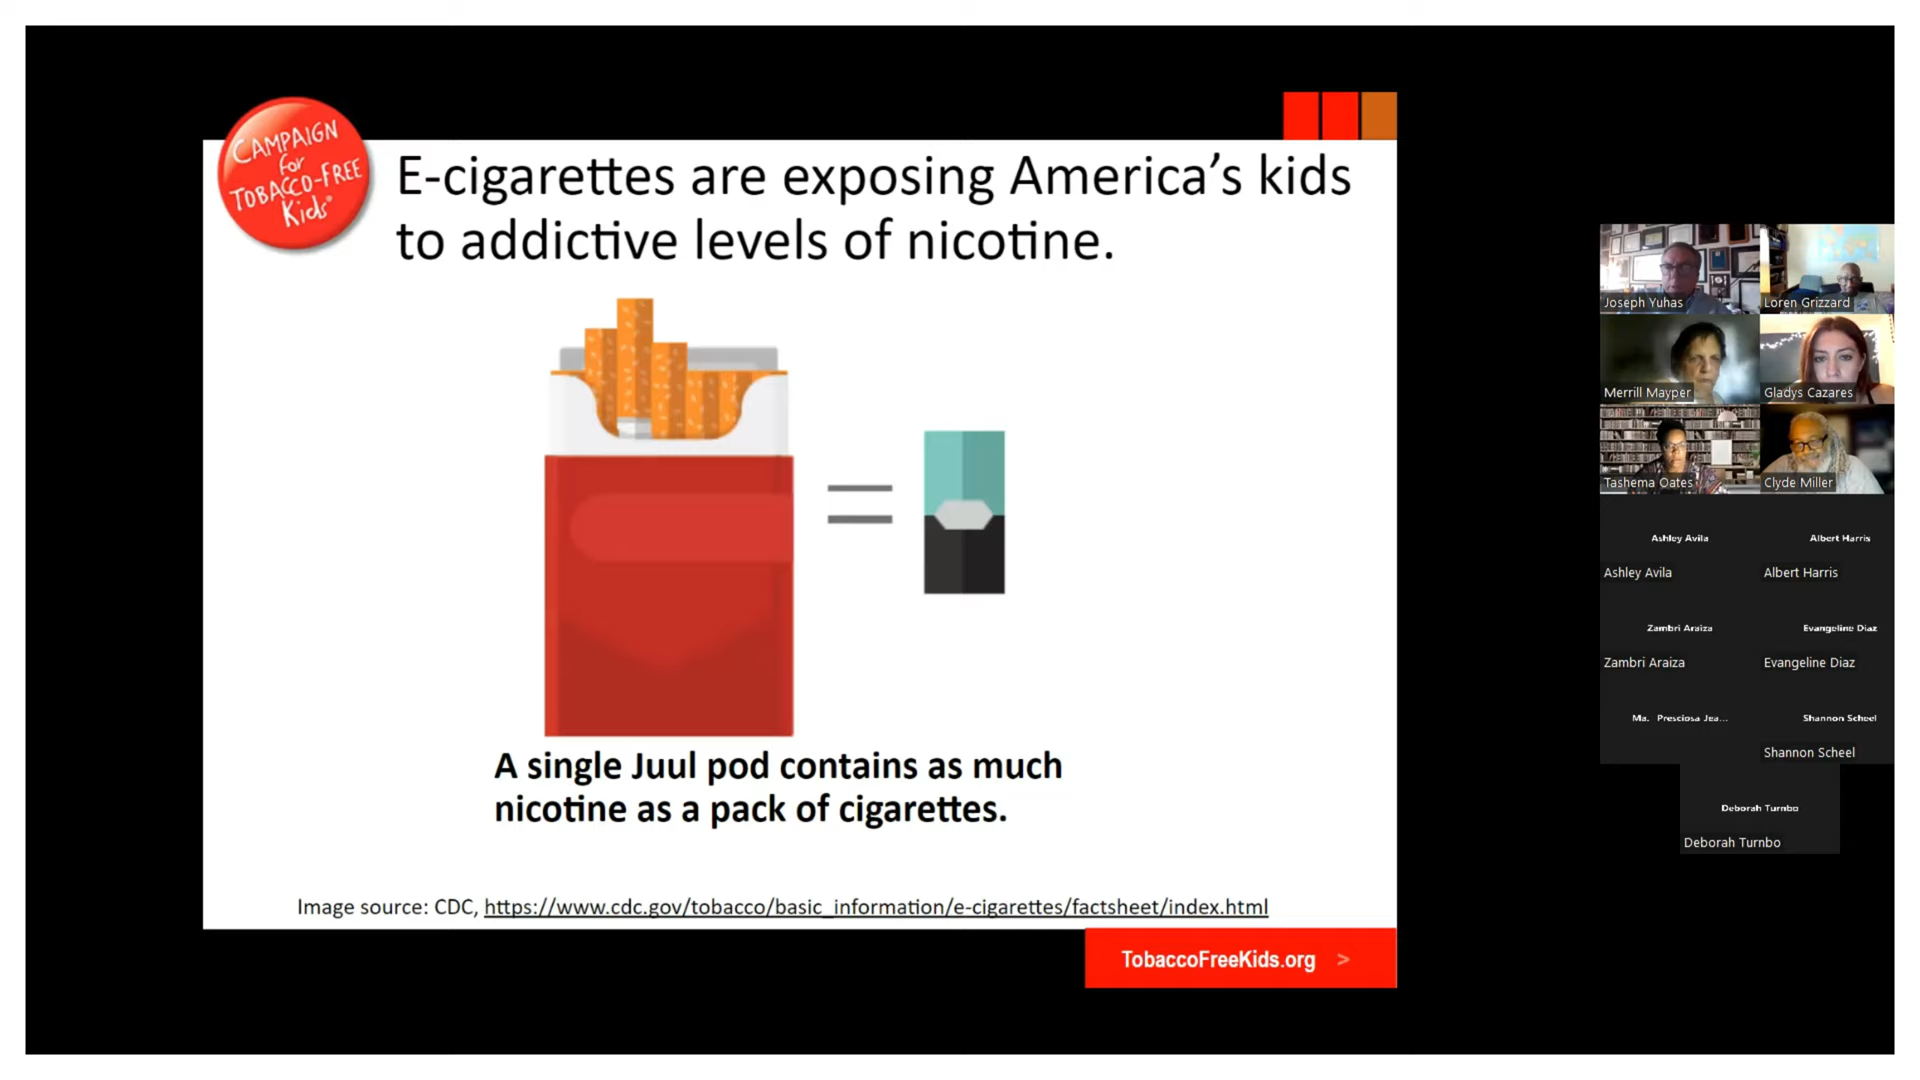 CAMPAIGN
for
TOBACCO-FREE
Kids®
E-cigarettes are exposing America’s kids
to addictive levels of nicotine.
A single Juul pod contains as much
nicotine as a pack of cigarettes.
Image source: CDC, https://www.cdc.gov/tobacco/basic_information/e-cigarettes/factsheet/index.html
TobaccoFreeKids.org >
Joseph Yuhas
Loren Grizzard
Merrill Mayper
Gladys Cazares
Tashema Oates
Clyde Miller
Ashley Avila
Ashley Avila
Albert Harris
Albert Harris
Zambri Araiza
Zambri Araiza
Evangeline Diaz
Evangeline Diaz
Ma. Presciosa Jea...
Shannon Scheel
Shannon Scheel
Deborah Turnbo
Deborah Turnbo